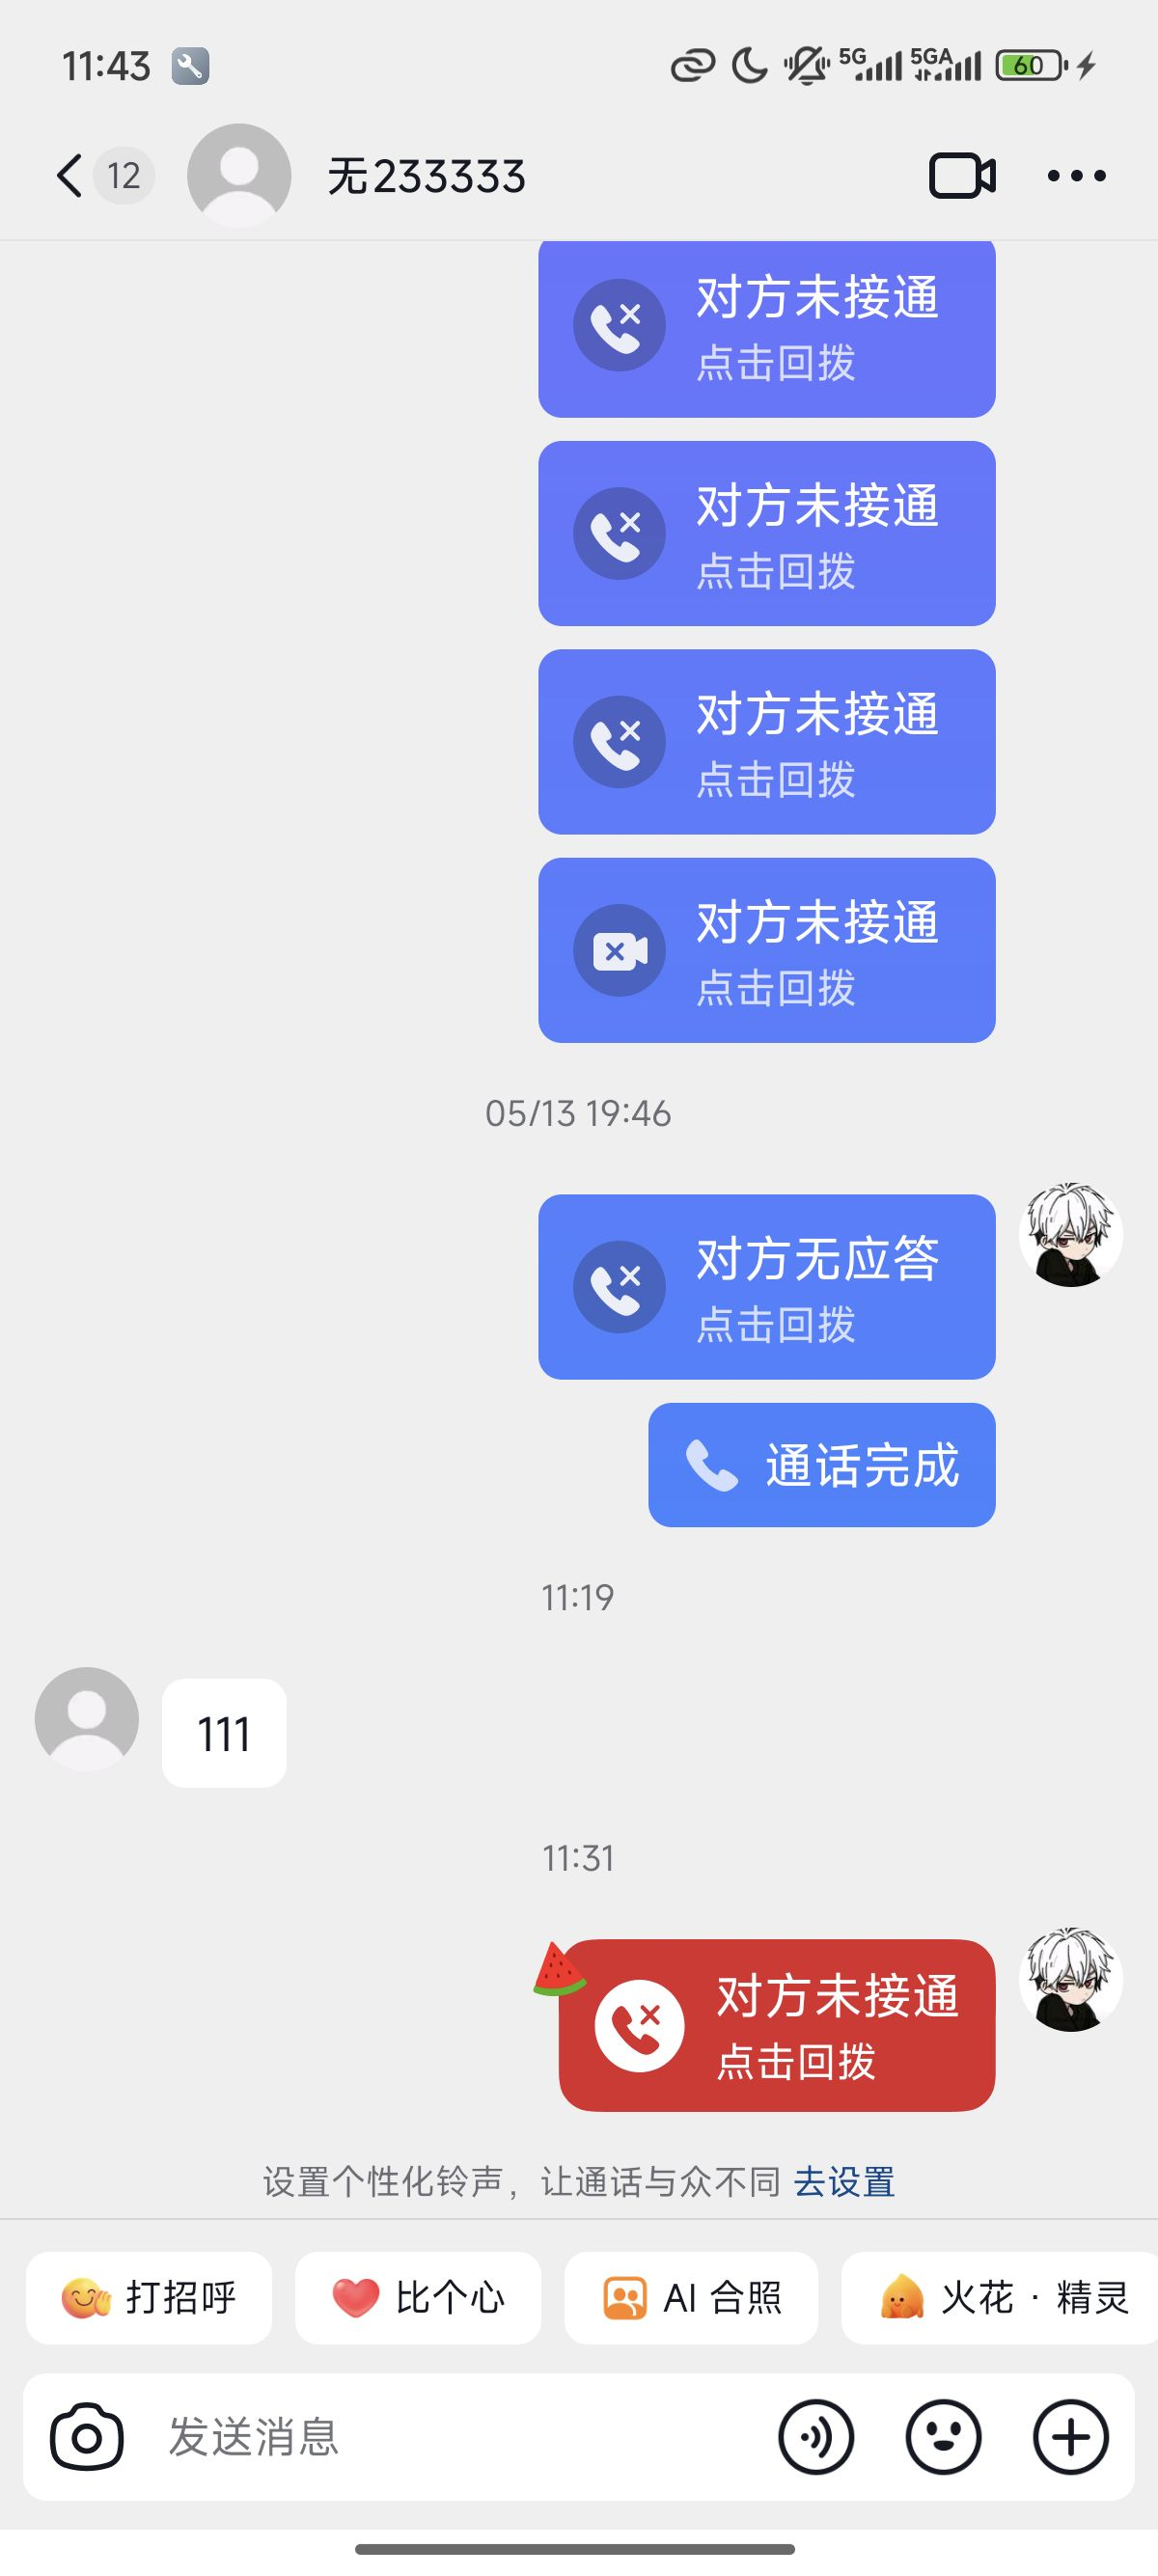 11:43
5G
5GA
60
12
无233333
对方未接通
点击回拨
对方未接通
点击回拨
对方未接通
点击回拨
对方未接通
点击回拨
05/13 19:46
对方无应答
点击回拨
通话完成
11:19
111
11:31
对方未接通
点击回拨
设置个性化铃声，让通话与众不同 去设置
打招呼
比个心
AI 合照
火花 · 精灵
发送消息